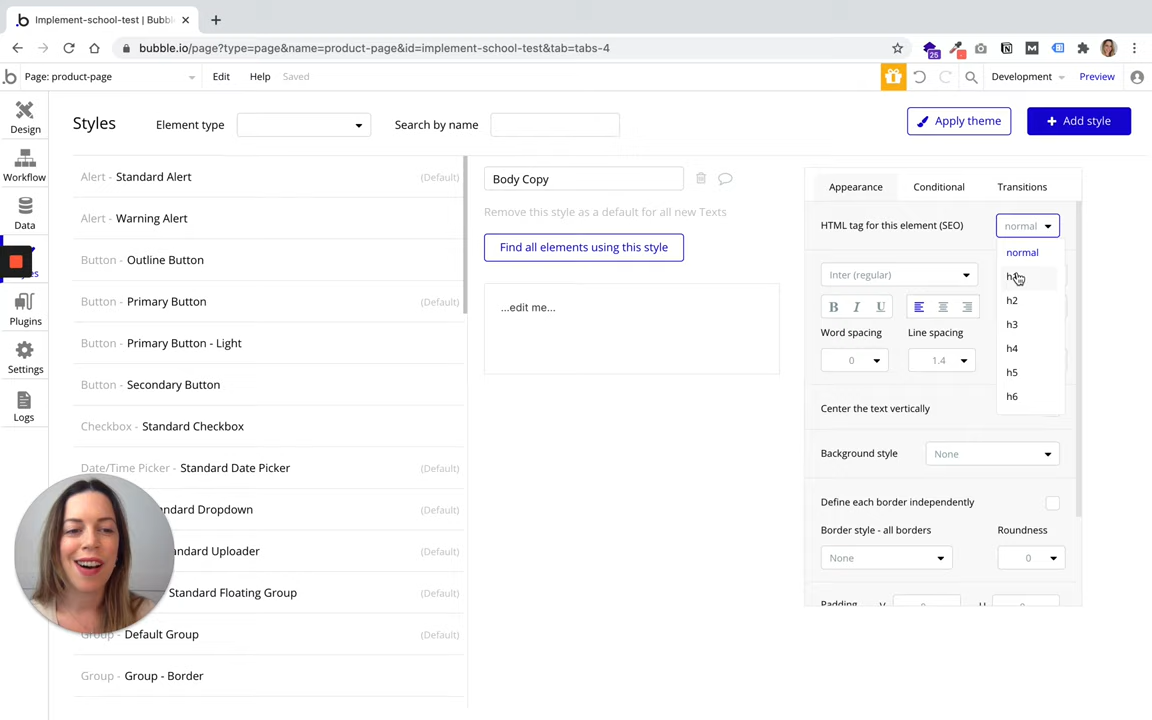 Implement-school-test | Bubbl
bubble.io/page?type=page&name=product-page&id=implement-school-test&tab=tabs-4
25
Page: product-page
Edit
Help
Saved
Development
Preview
Design
Workflow
Data
Plugins
Settings
Logs
Styles
Element type
Search by name
Apply theme
+ Add style
Alert - Standard Alert (Default)
Alert - Warning Alert
Button - Outline Button
Button - Primary Button (Default)
Button - Primary Button - Light
Button - Secondary Button
Checkbox - Standard Checkbox (Default)
Date/Time Picker - Standard Date Picker (Default)
ndard Dropdown (Default)
andard Uploader (Default)
Standard Floating Group (Default)
Group - Default Group (Default)
Group - Group - Border
Body Copy
Remove this style as a default for all new Texts
Find all elements using this style
...edit me...
Appearance
Conditional
Transitions
HTML tag for this element (SEO)
normal
normal
h1
h2
h3
h4
h5
h6
Inter (regular)
B I U
Word spacing
Line spacing
0
1.4
Center the text vertically
Background style
None
Define each border independently
Border style - all borders
Roundness
None
0
Padding